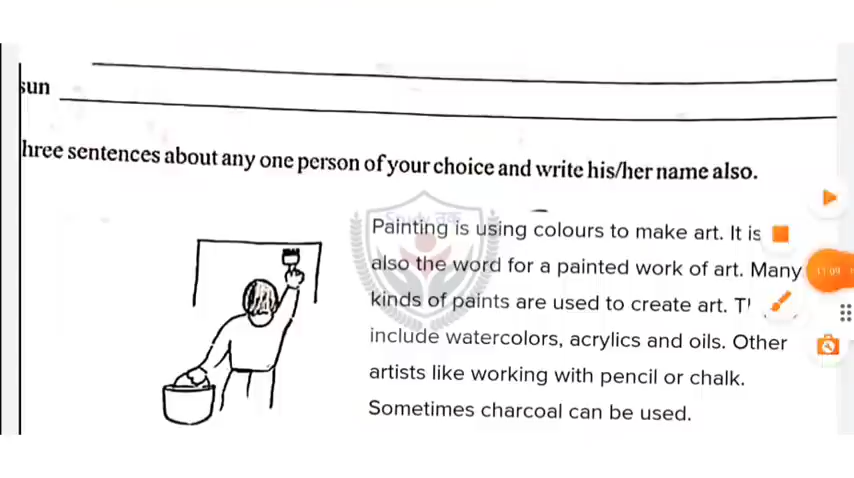 sun
hree sentences about any one person of your choice and write his/her name also.
Study तक
Painting is using colours to make art. It is
also the word for a painted work of art. Many
kinds of paints are used to create art. Th
include watercolors, acrylics and oils. Other
artists like working with pencil or chalk.
Sometimes charcoal can be used.